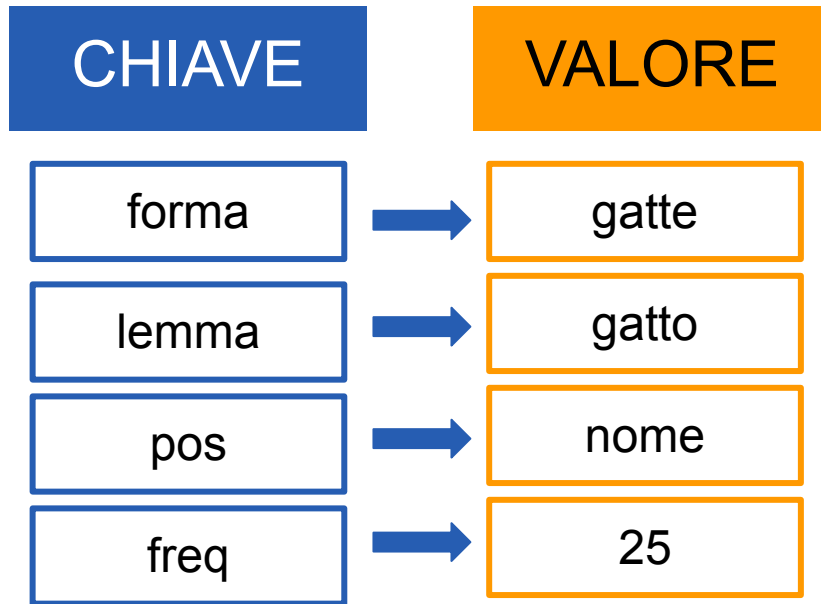 CHIAVE VALORE
forma gatte
lemma gatto
pos nome
freq 25